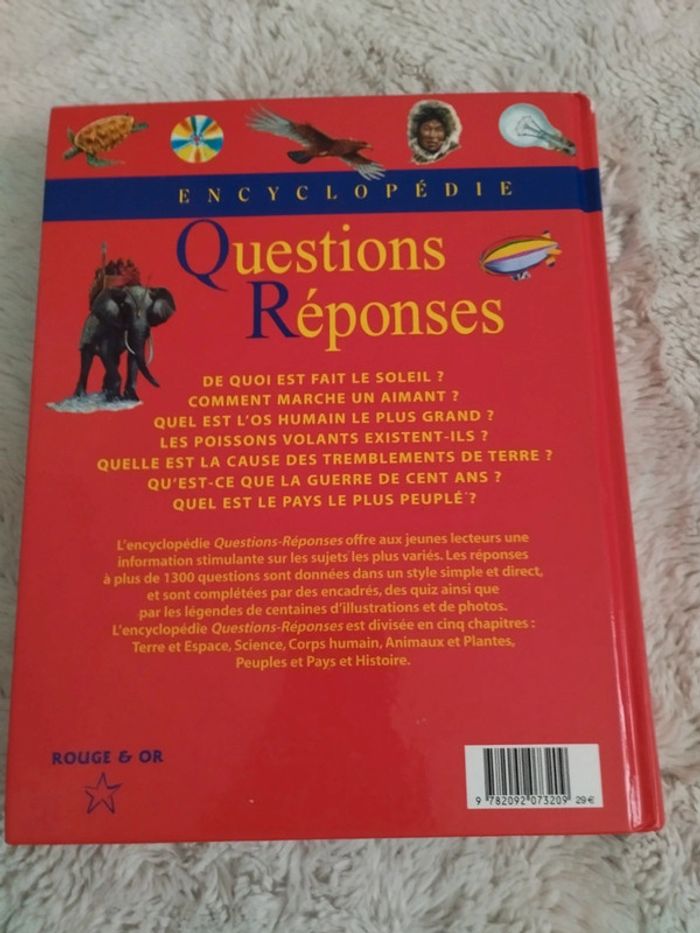 ENCYCLOPÉDIE
Questions
Réponses
DE QUOI EST FAIT LE SOLEIL ?
COMMENT MARCHE UN AIMANT ?
QUEL EST L'OS HUMAIN LE PLUS GRAND ?
LES POISSONS VOLANTS EXISTENT-ILS ?
QUELLE EST LA CAUSE DES TREMBLEMENTS DE TERRE ?
QU'EST-CE QUE LA GUERRE DE CENT ANS ?
QUEL EST LE PAYS LE PLUS PEUPLÉ ?
L'encyclopédie Questions-Réponses offre aux jeunes lecteurs une
information stimulante sur les sujets les plus variés. Les réponses
à plus de 1300 questions sont données dans un style simple et direct,
et sont complétées par des encadrés, des quiz ainsi que
par les légendes de centaines d'illustrations et de photos.
L'encyclopédie Questions-Réponses est divisée en cinq chapitres :
Terre et Espace, Science, Corps humain, Animaux et Plantes,
Peuples et Pays et Histoire.
ROUGE & OR
9 782092 073209 29 €